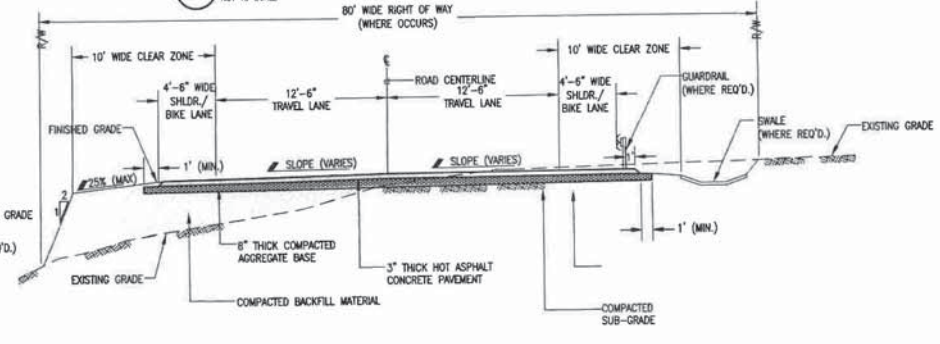 80' WIDE RIGHT OF WAY
(WHERE OCCURS)
R/W
R/W
10' WIDE CLEAR ZONE
10' WIDE CLEAR ZONE
4'-6" WIDE
SHLDR./
BIKE LANE
12'-6"
TRAVEL LANE
ROAD CENTERLINE
12'-6"
TRAVEL LANE
4'-6" WIDE
SHLDR./
BIKE LANE
GUARDRAIL
(WHERE REQ'D.)
FINISHED GRADE
SWALE
(WHERE REQ'D.)
EXISTING GRADE
1' (MIN.)
SLOPE (VARIES)
SLOPE (VARIES)
25% (MAX)
2
1
GRADE
'D.)
8" THICK COMPACTED
AGGREGATE BASE
1' (MIN.)
EXISTING GRADE
3" THICK HOT ASPHALT
CONCRETE PAVEMENT
COMPACTED BACKFILL MATERIAL
COMPACTED
SUB-GRADE